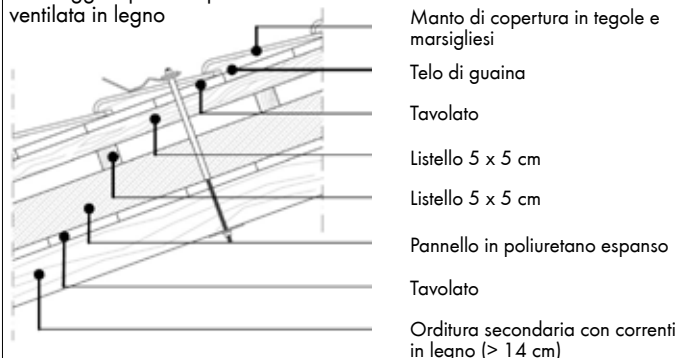 ventilata in legno
Manto di copertura in tegole e
marsigliesi
Telo di guaina
Tavolato
Listello 5 x 5 cm
Listello 5 x 5 cm
Pannello in poliuretano espanso
Tavolato
Orditura secondaria con correnti
in legno (> 14 cm)